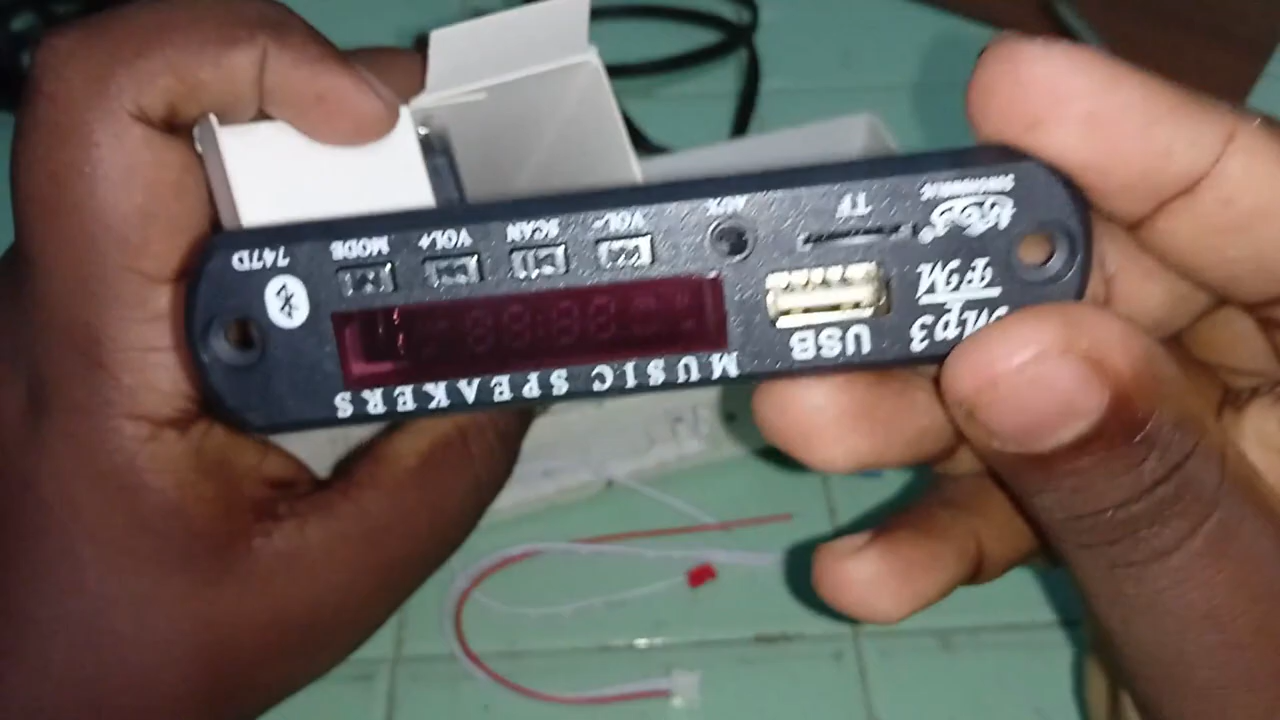 MUSIC SPEAKERS
Mp3
FM
USB
TF
AUX
VOL-
SCAN
VOL+
MODE
747D